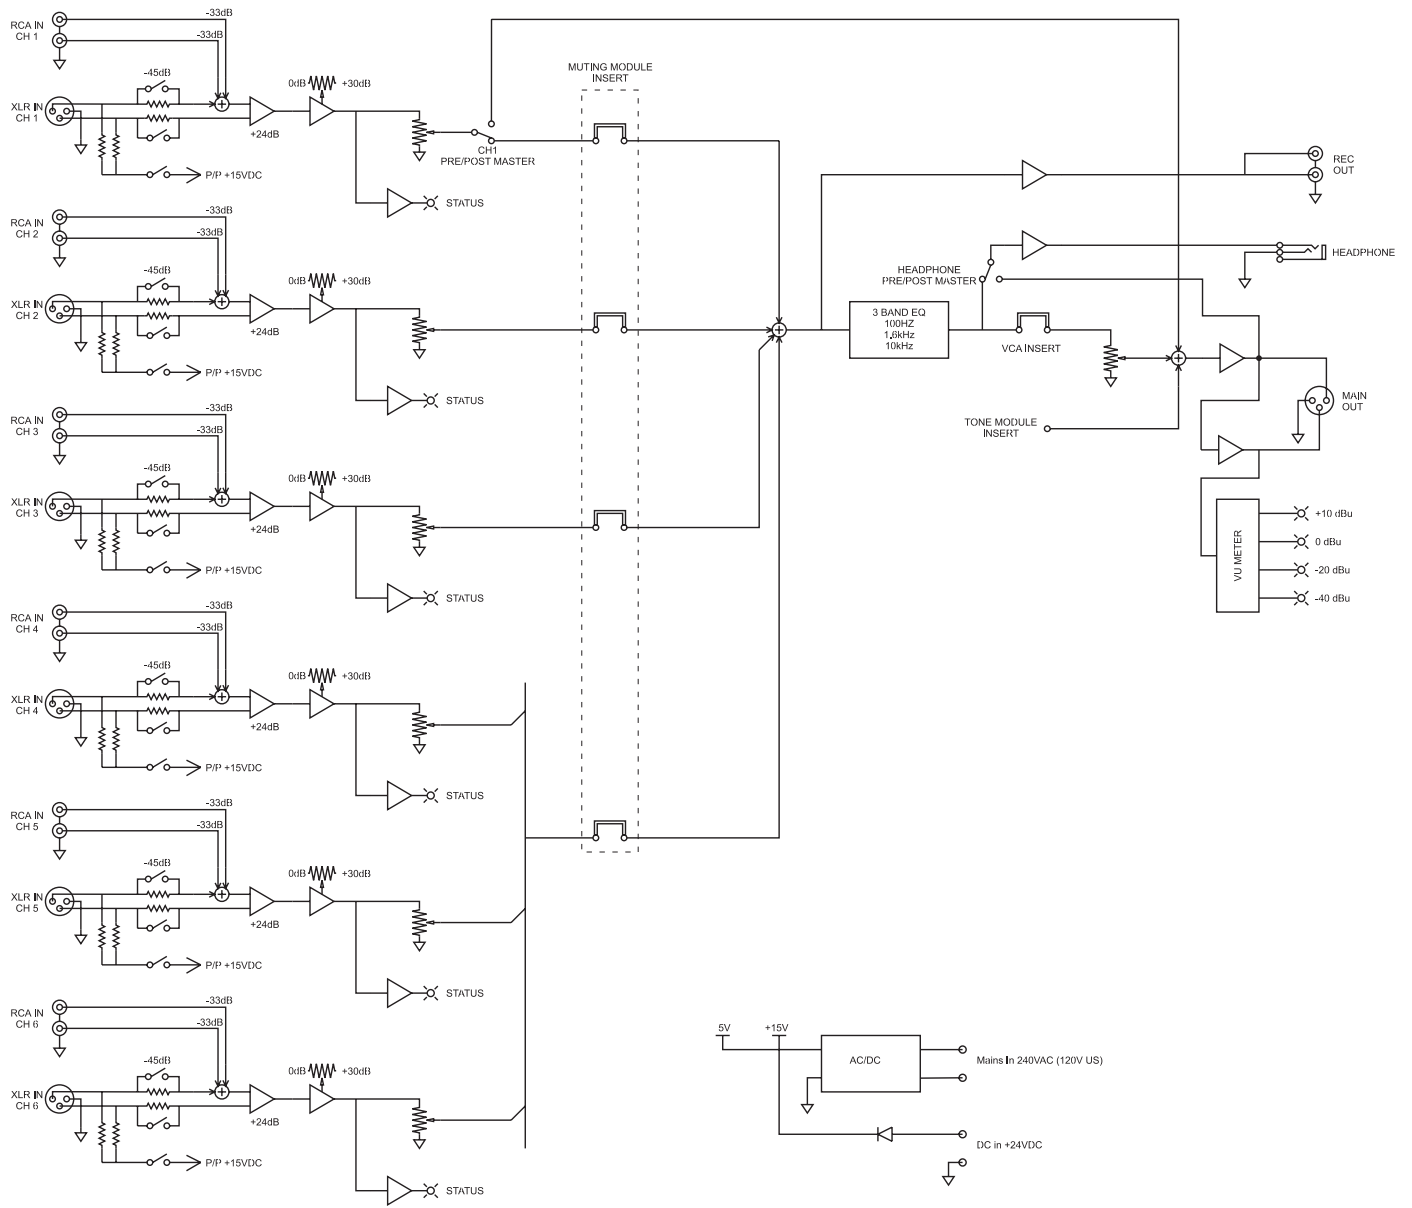 RCA IN
CH 1
-33dB
-33dB
-45dB
XLR IN
CH 1
+24dB
0dB
+30dB
P/P +15VDC
STATUS
CH1
PRE/POST MASTER
MUTING MODULE
INSERT
REC
OUT
RCA IN
CH 2
-33dB
-33dB
-45dB
XLR IN
CH 2
+24dB
0dB
+30dB
P/P +15VDC
STATUS
HEADPHONE
PRE/POST MASTER
HEADPHONE
3 BAND EQ
100HZ
1.6kHz
10kHz
VCA INSERT
MAIN
OUT
TONE MODULE
INSERT
RCA IN
CH 3
-33dB
-33dB
-45dB
XLR IN
CH 3
+24dB
0dB
+30dB
P/P +15VDC
STATUS
VU METER
+10 dBu
0 dBu
-20 dBu
-40 dBu
RCA IN
CH 4
-33dB
-33dB
-45dB
XLR IN
CH 4
+24dB
0dB
+30dB
P/P +15VDC
STATUS
RCA IN
CH 5
-33dB
-33dB
-45dB
XLR IN
CH 5
+24dB
0dB
+30dB
P/P +15VDC
STATUS
RCA IN
CH 6
-33dB
-33dB
-45dB
XLR IN
CH 6
+24dB
0dB
+30dB
P/P +15VDC
STATUS
5V
+15V
AC/DC
Mains In 240VAC (120V US)
DC in +24VDC